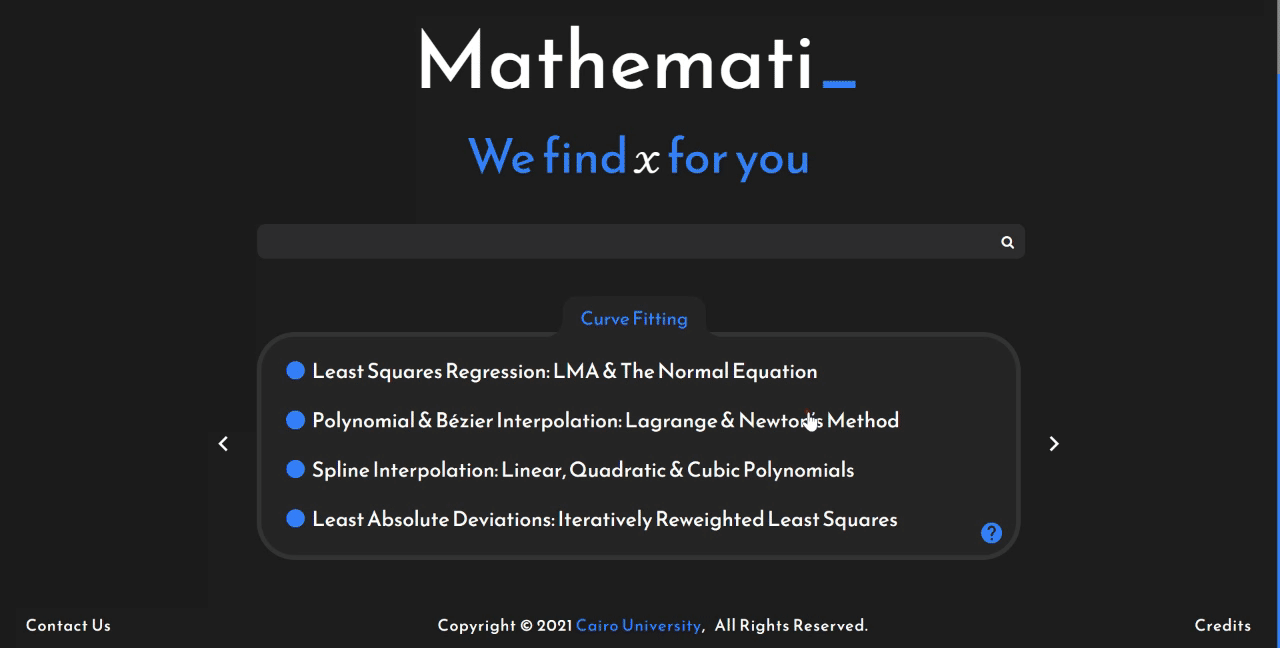 Mathemati_
We find x for you
Curve Fitting
Least Squares Regression: LMA & The Normal Equation
Polynomial & Bézier Interpolation: Lagrange & Newton's Method
Spline Interpolation: Linear, Quadratic & Cubic Polynomials
Least Absolute Deviations: Iteratively Reweighted Least Squares
?
Contact Us
Copyright © 2021 Cairo University, All Rights Reserved.
Credits